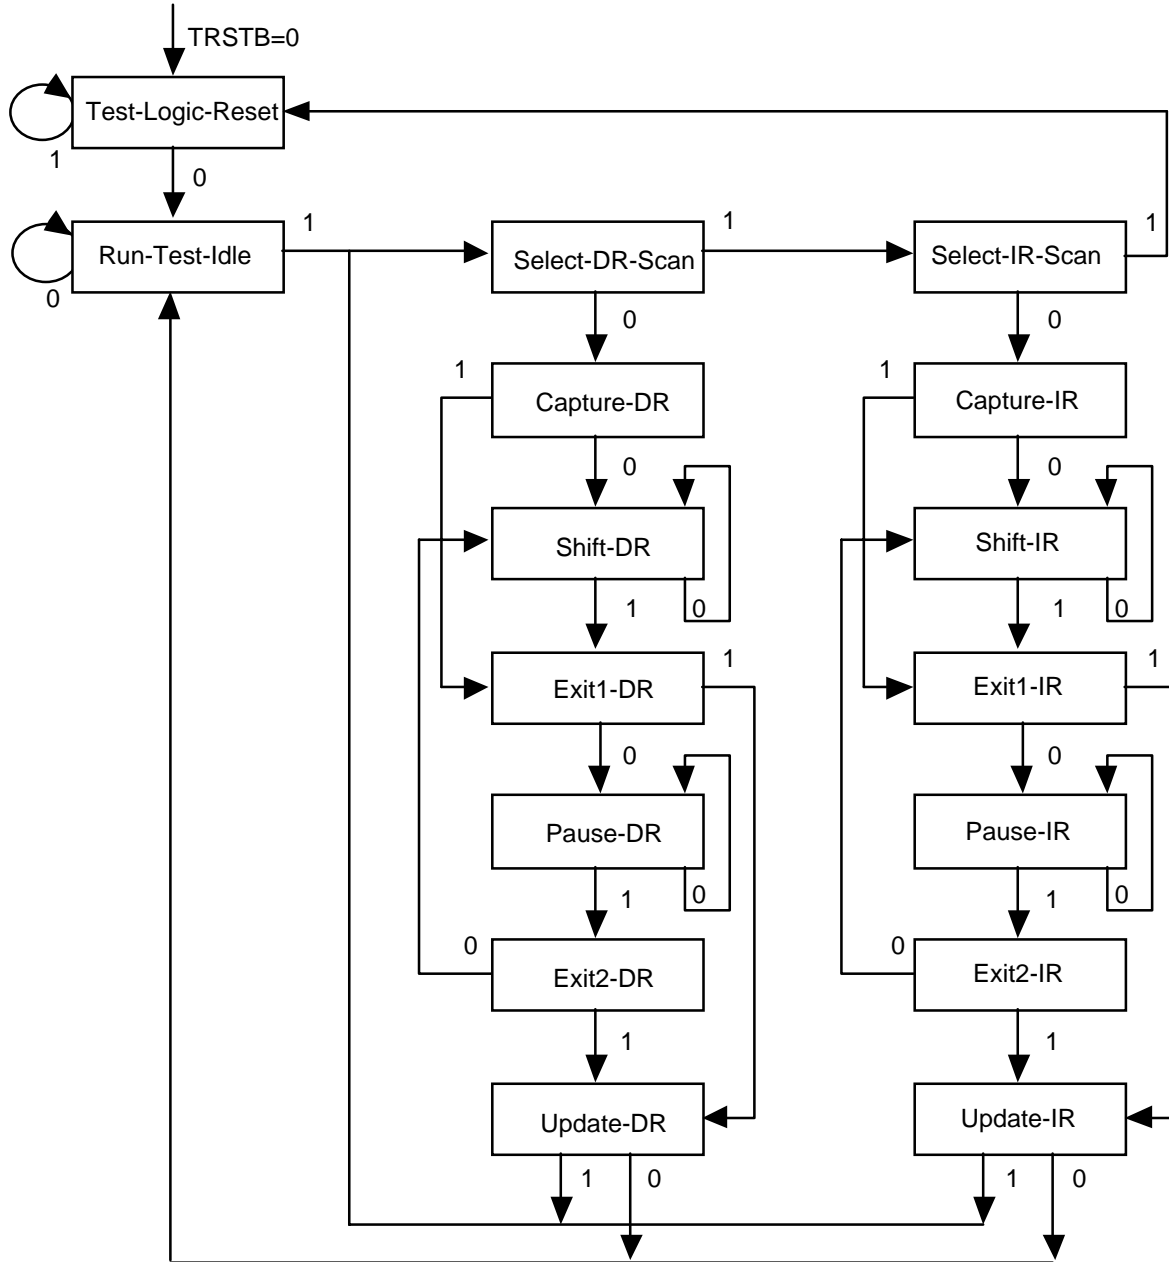 TRSTB=0
Test-Logic-Reset
1
0
Run-Test-Idle
0
1
Select-DR-Scan
1
Select-IR-Scan
1
0
0
1
Capture-DR
1
Capture-IR
0
0
Shift-DR
Shift-IR
1
0
1
0
Exit1-DR
1
Exit1-IR
1
0
0
Pause-DR
Pause-IR
1
0
1
0
0
Exit2-DR
0
Exit2-IR
1
1
Update-DR
Update-IR
1
0
1
0